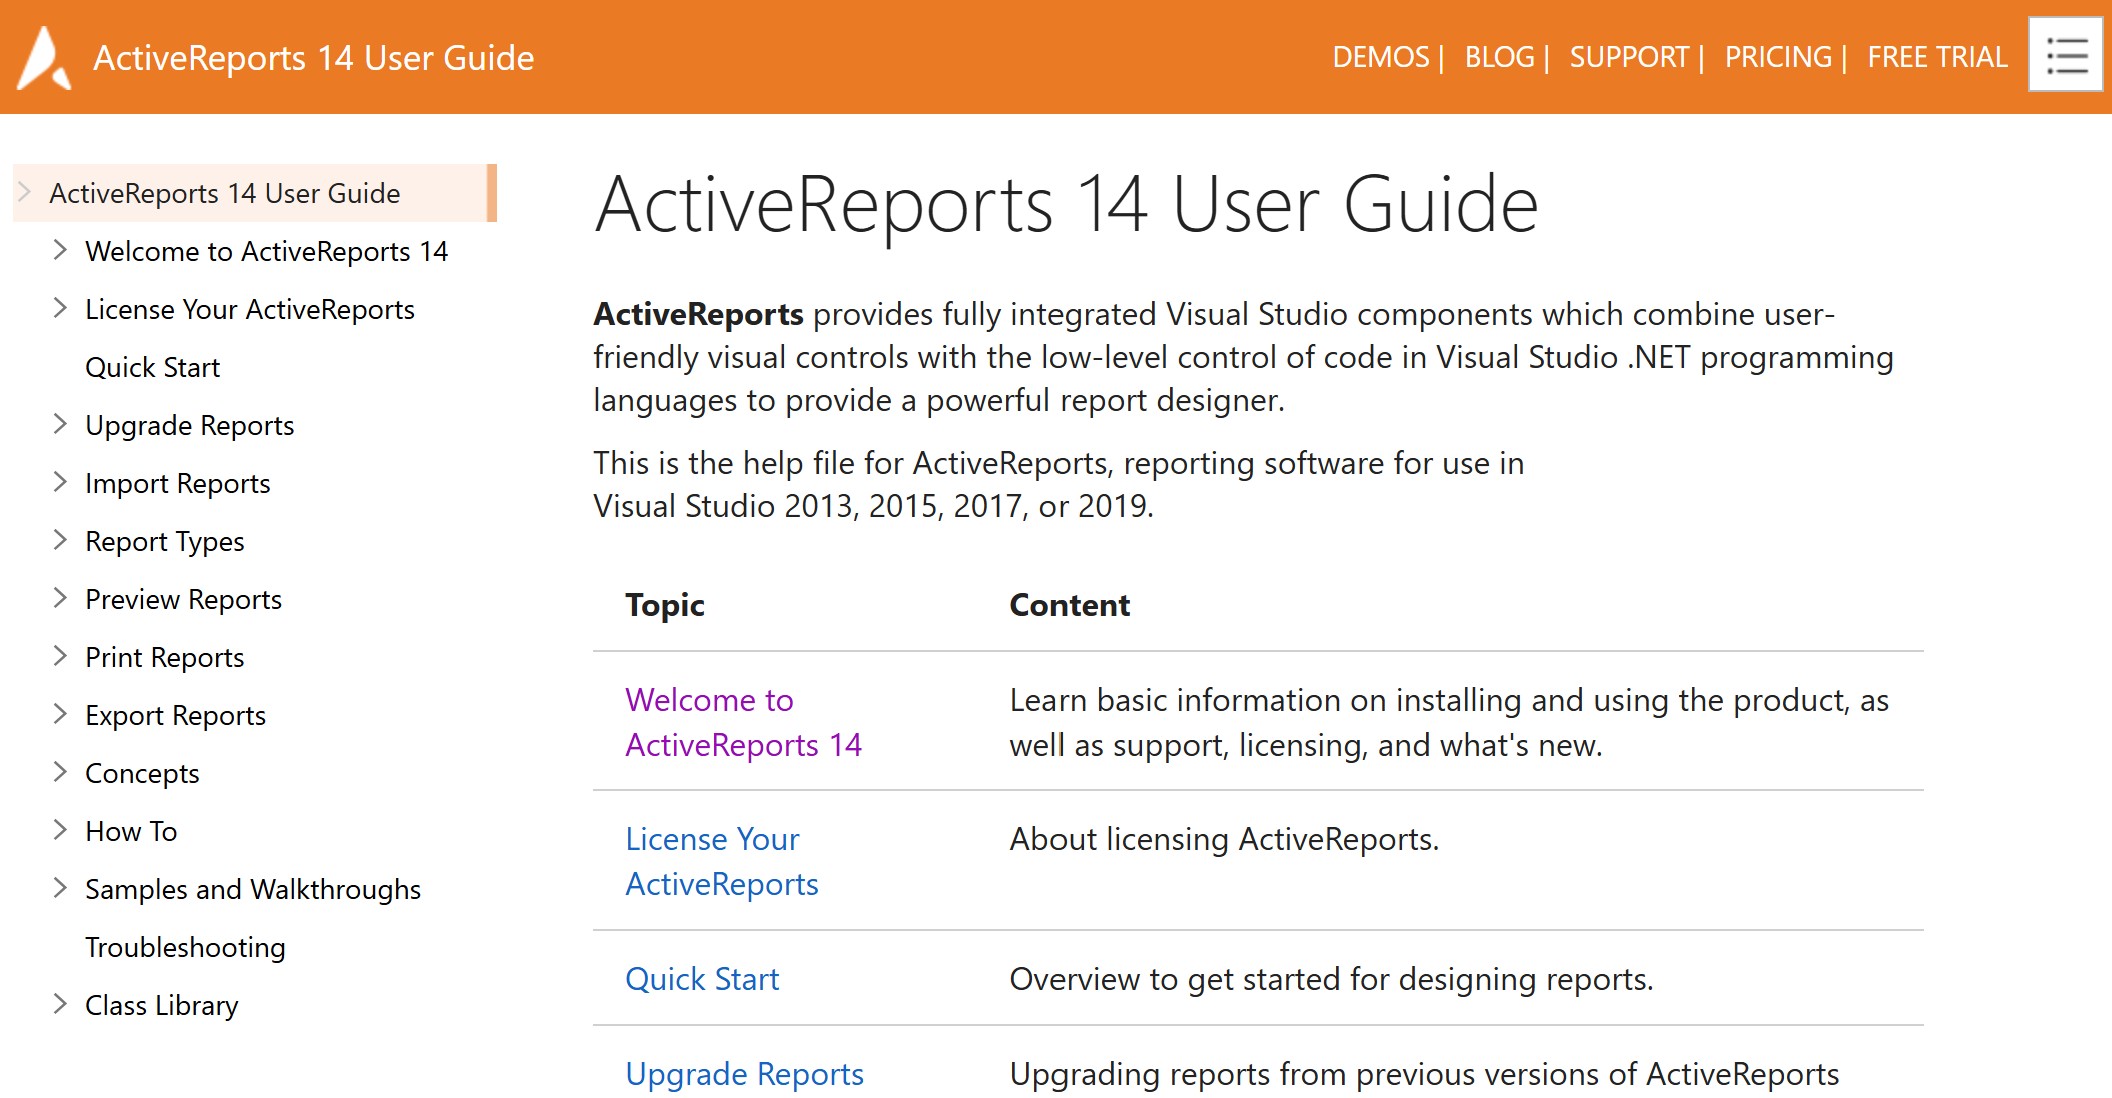 ActiveReports 14 User Guide
DEMOS | BLOG | SUPPORT | PRICING | FREE TRIAL
ActiveReports 14 User Guide
Welcome to ActiveReports 14
License Your ActiveReports
Quick Start
Upgrade Reports
Import Reports
Report Types
Preview Reports
Print Reports
Export Reports
Concepts
How To
Samples and Walkthroughs
Troubleshooting
Class Library
ActiveReports 14 User Guide
ActiveReports provides fully integrated Visual Studio components which combine user-
friendly visual controls with the low-level control of code in Visual Studio .NET programming
languages to provide a powerful report designer.
This is the help file for ActiveReports, reporting software for use in
Visual Studio 2013, 2015, 2017, or 2019.
Topic Content
Welcome to
ActiveReports 14
Learn basic information on installing and using the product, as
well as support, licensing, and what's new.
License Your
ActiveReports
About licensing ActiveReports.
Quick Start
Overview to get started for designing reports.
Upgrade Reports
Upgrading reports from previous versions of ActiveReports